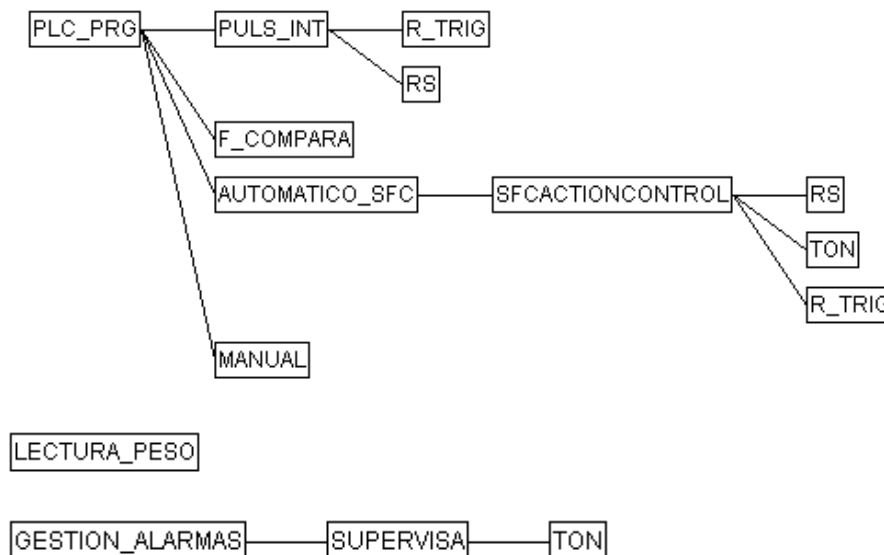 PLC_PRG PULS_INT R_TRIG
RS
F_COMPARA
AUTOMATICO_SFC SFCACTIONCONTROL RS
TON
R_TRIG
MANUAL
LECTURA_PESO
GESTION_ALARMAS SUPERVISA TON